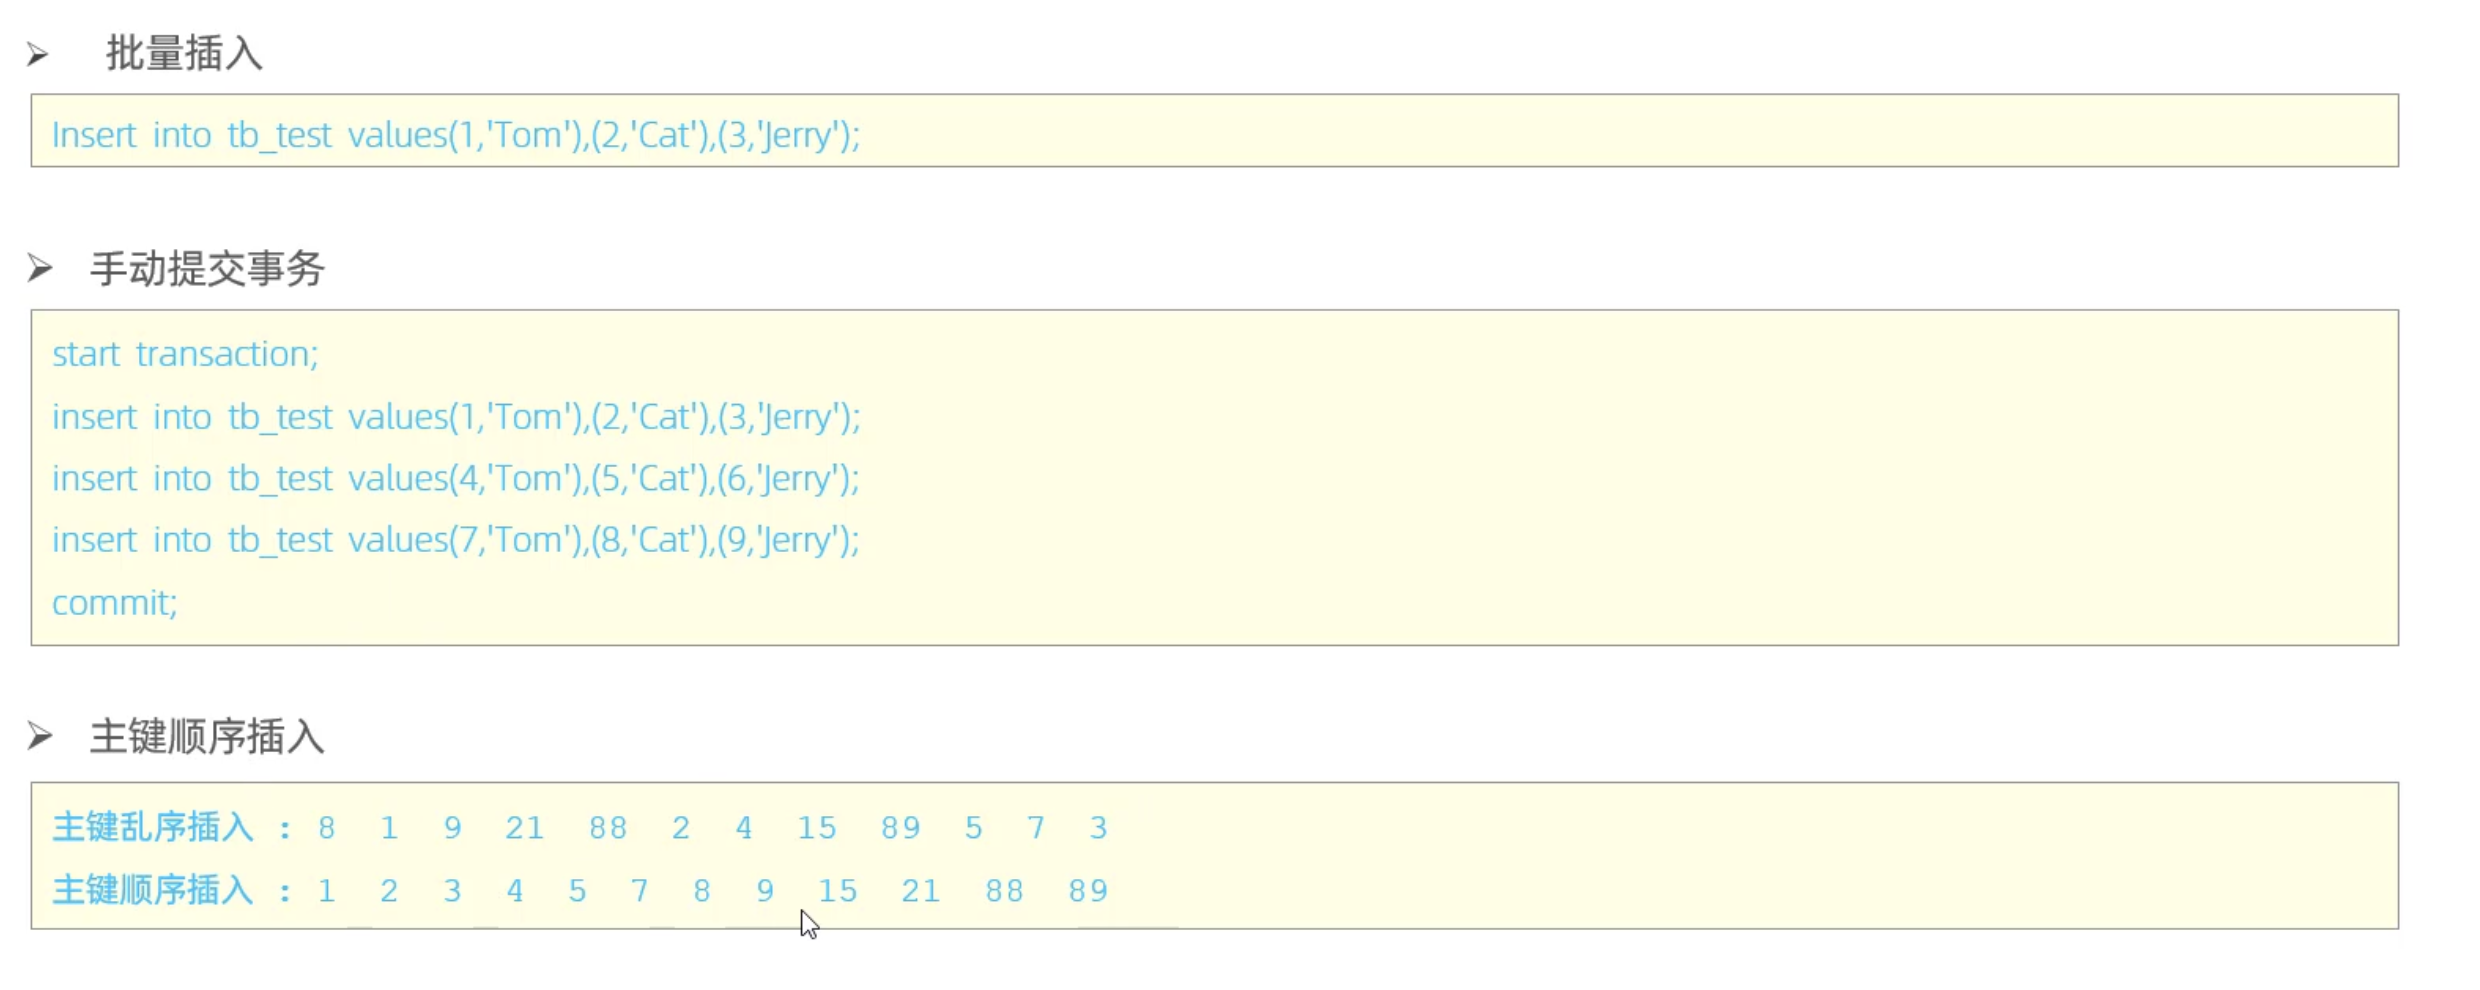 ➢ 批量插入
Insert into tb_test values(1,'Tom'),(2,'Cat'),(3,'Jerry');
➢ 手动提交事务
start transaction;
insert into tb_test values(1,'Tom'),(2,'Cat'),(3,'Jerry');
insert into tb_test values(4,'Tom'),(5,'Cat'),(6,'Jerry');
insert into tb_test values(7,'Tom'),(8,'Cat'),(9,'Jerry');
commit;
➢ 主键顺序插入
主键乱序插入 : 8 1 9 21 88 2 4 15 89 5 7 3
主键顺序插入 : 1 2 3 4 5 7 8 9 15 21 88 89